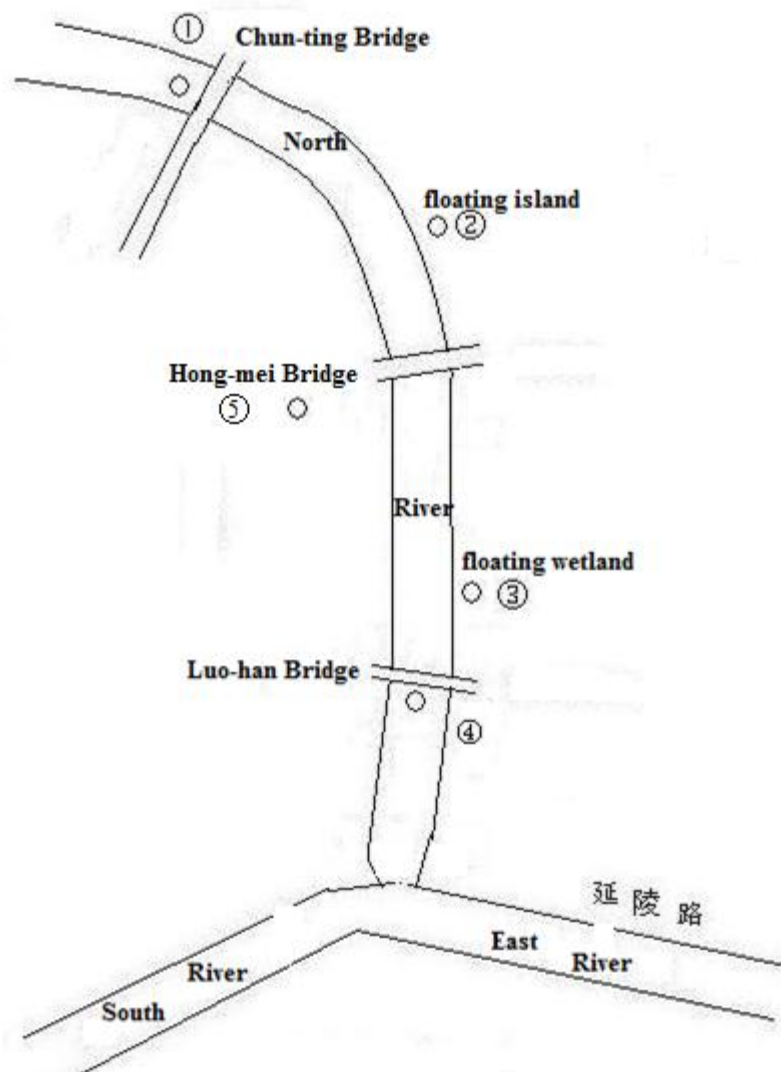 ①
Chun-ting Bridge
North
floating island
②
Hong-mei Bridge
⑤
River
floating wetland
③
Luo-han Bridge
④
延陵路
East
River
River
South